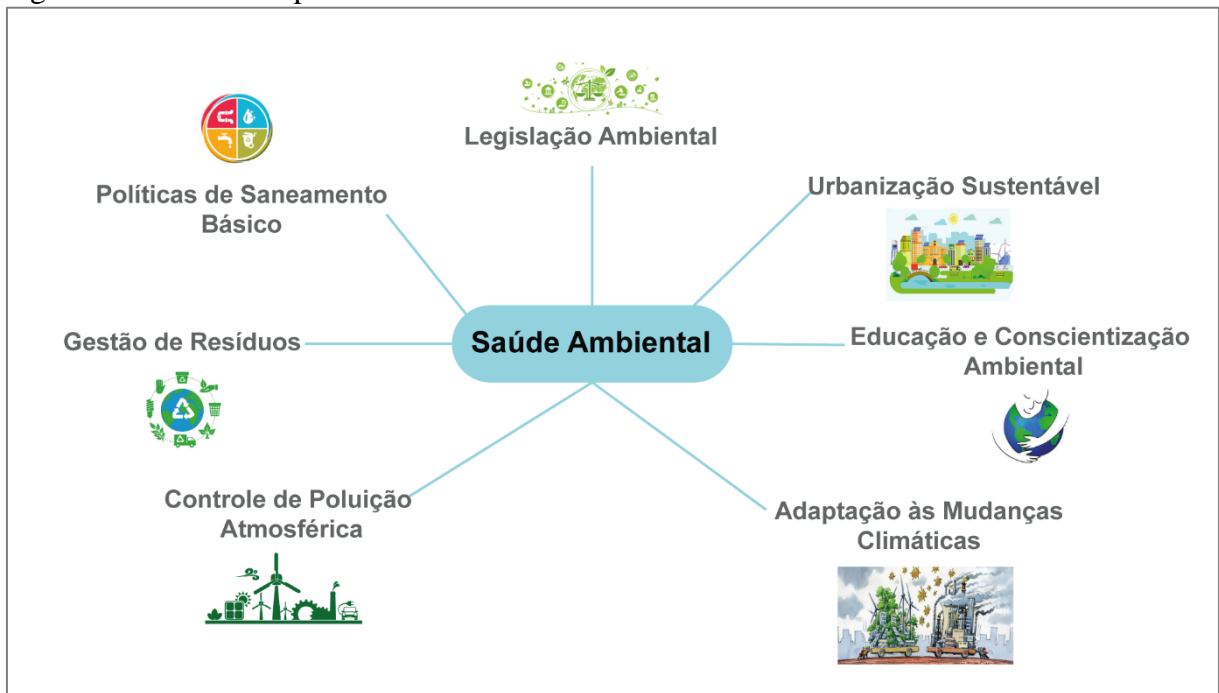 Legislação Ambiental
Políticas de Saneamento
Básico
Urbanização Sustentável
Gestão de Resíduos
Saúde Ambiental
Educação e Conscientização
Ambiental
Controle de Poluição
Atmosférica
Adaptação às Mudanças
Climáticas